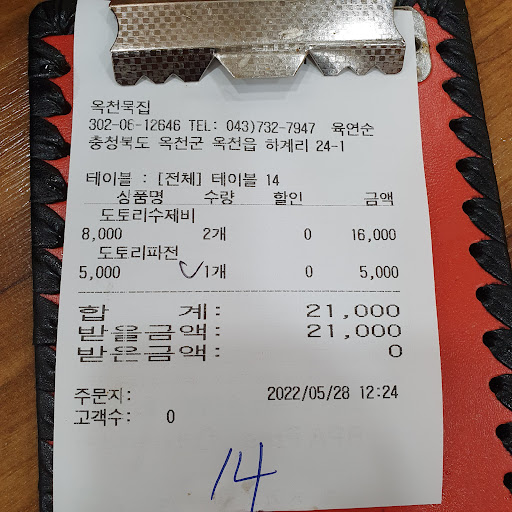 옥천묵집
302-06-12646 TEL: 043)732-7947 육연순
충청북도 옥천군 옥천읍 하계리 24-1
테이블 : [전체] 테이블 14
상품명 수량 할인 금액
도토리수제비
8,000 2개 0 16,000
도토리파전
5,000 1개 0 5,000
합 계: 21,000
받을금액: 21,000
받은금액: 0
주문지: 2022/05/28 12:24
고객수: 0
14